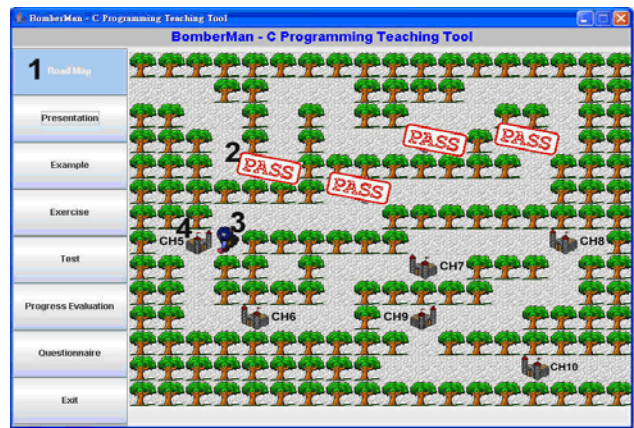 BomberMan - C Programming Teaching Tool
BomberMan - C Programming Teaching Tool
1 Road Map
Presentation
Example
Exercise
Test
Progress Evaluation
Questionnaire
Exit
PASS
PASS
2
PASS
PASS
4
3
CH5
CH8
CH7
CH6
CH9
CH10